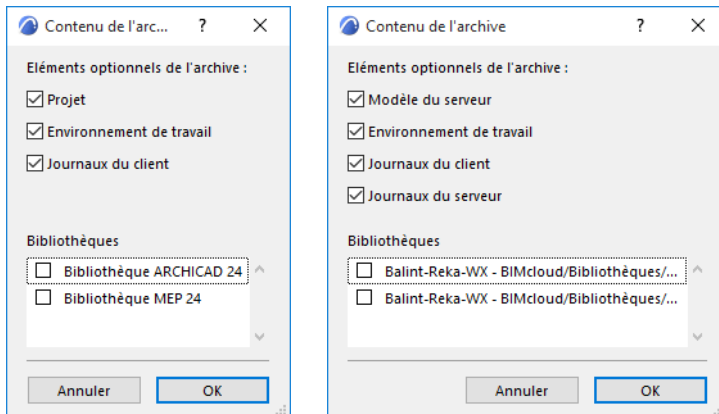 Contenu de l'arc...
?
Eléments optionnels de l'archive :
Projet
Environnement de travail
Journaux du client
Bibliothèques
Bibliothèque ARCHICAD 24
Bibliothèque MEP 24
Annuler
OK
Contenu de l'archive
?
Eléments optionnels de l'archive :
Modèle du serveur
Environnement de travail
Journaux du client
Journaux du serveur
Bibliothèques
Balint-Reka-WX - BIMcloud/Bibliothèques/...
Balint-Reka-WX - BIMcloud/Bibliothèques/...
Annuler
OK